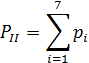 P_{II} = \sum_{i=1}^{7} p_i